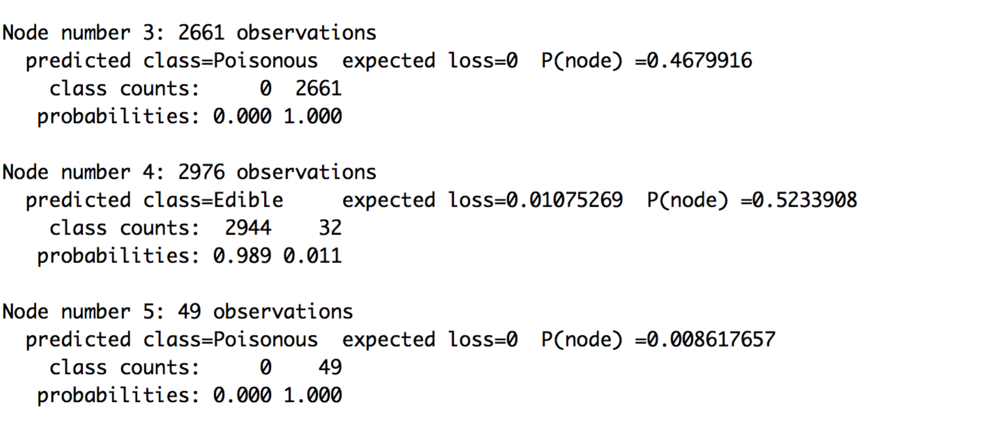 Node number 3: 2661 observations
  predicted class=Poisonous  expected loss=0  P(node) =0.4679916
    class counts:     0  2661
   probabilities: 0.000 1.000

Node number 4: 2976 observations
  predicted class=Edible     expected loss=0.01075269  P(node) =0.5233908
    class counts:  2944    32
   probabilities: 0.989 0.011

Node number 5: 49 observations
  predicted class=Poisonous  expected loss=0  P(node) =0.008617657
    class counts:     0    49
   probabilities: 0.000 1.000